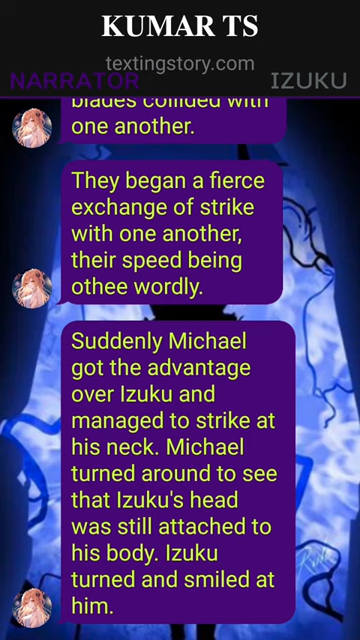 KUMAR TS
textingstory.com
NARRATOR
IZUKU
blades collided with
one another.
They began a fierce
exchange of strike
with one another,
their speed being
othee wordly.
Suddenly Michael
got the advantage
over Izuku and
managed to strike at
his neck. Michael
turned around to see
that Izuku's head
was still attached to
his body. Izuku
turned and smiled at
him.